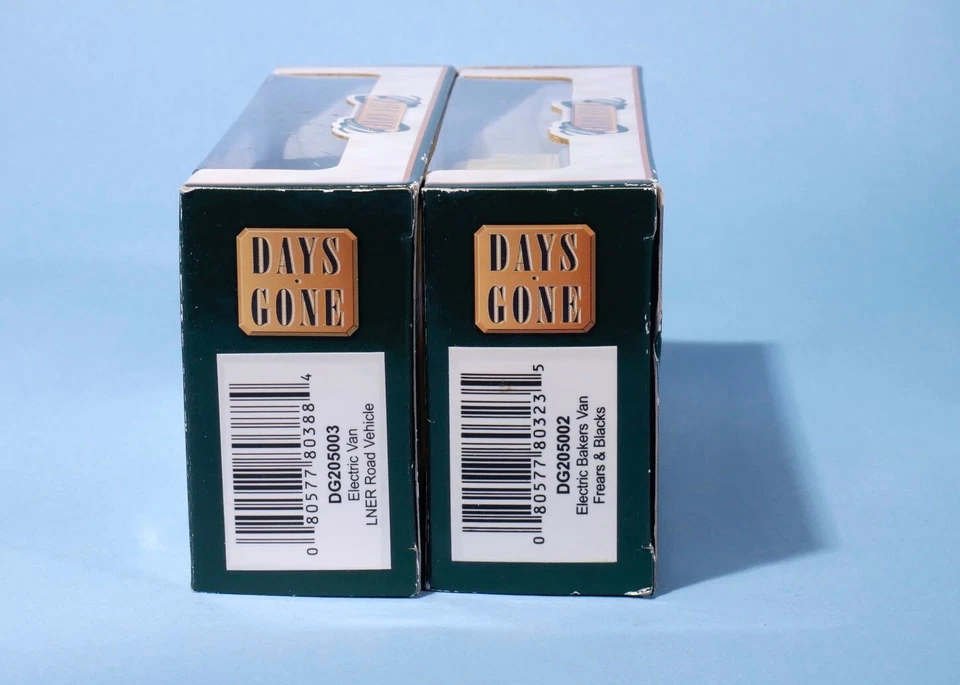 DAYS
GONE
0 80577 80388 4
DG205003
Electric Van
LNER Road Vehicle
DAYS
GONE
0 80577 80323 5
DG205002
Electric Bakers Van
Frears & Blacks